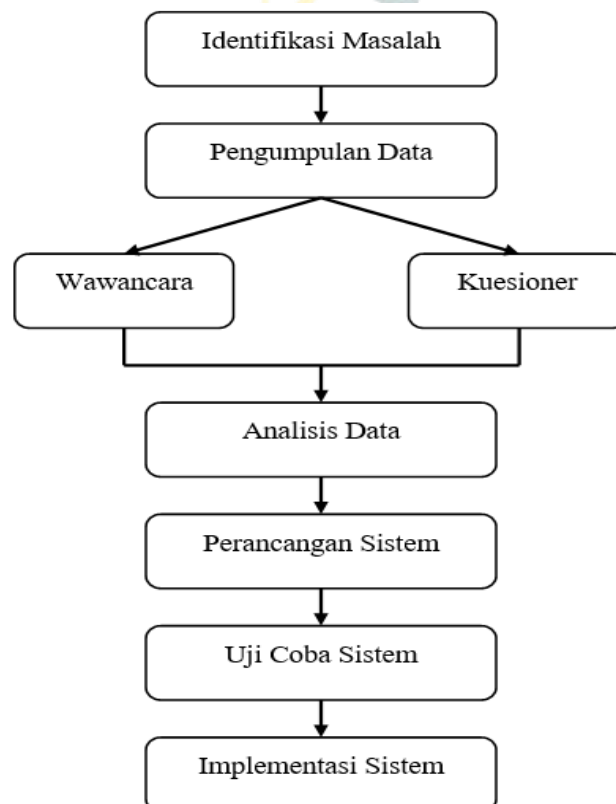 Identifikasi Masalah
Pengumpulan Data
Wawancara
Kuesioner
Analisis Data
Perancangan Sistem
Uji Coba Sistem
Implementasi Sistem